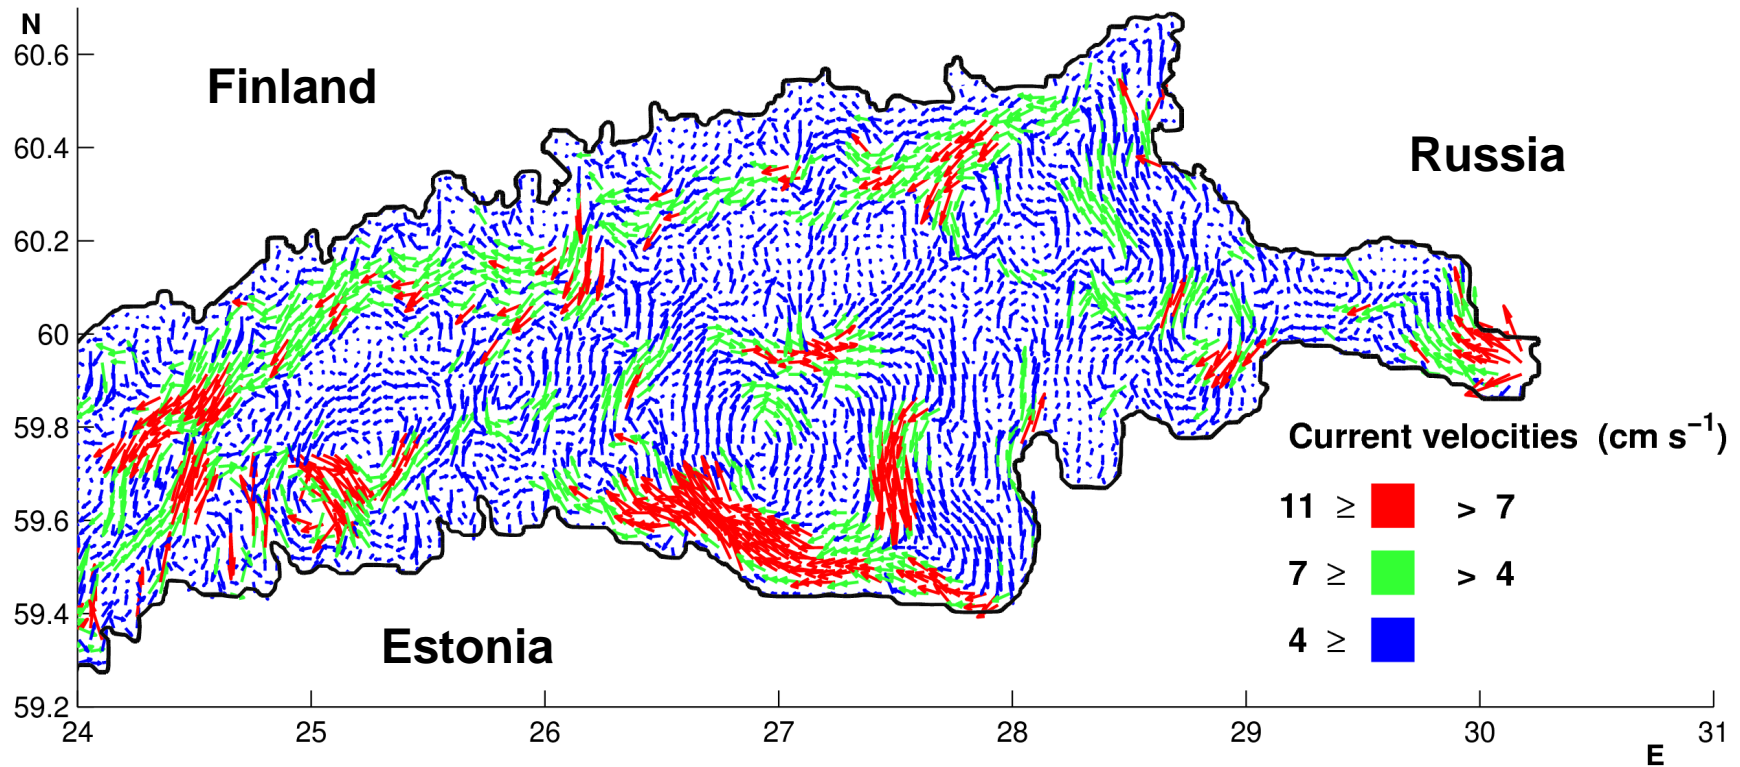 N
60.6
Finland
60.4
Russia
60.2
60
59.8
Current velocities (cm s⁻¹)
11 ≥ > 7
59.6
7 ≥ > 4
59.4
Estonia
4 ≥
59.2
24 25 26 27 28 29 30 31
E